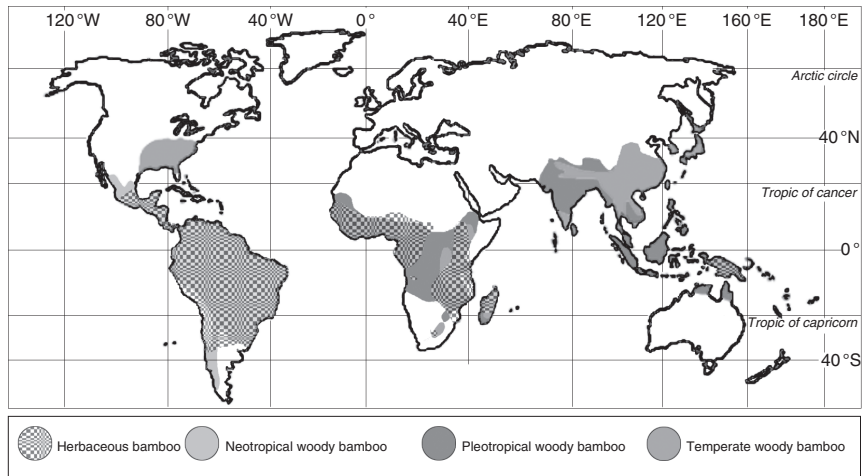 120 °W 80 °W 40 °W 0 ° 40 °E 80 °E 120 °E 160 °E 180 °E
Arctic circle
40 °N
Tropic of cancer
0 °
Tropic of capricorn
40 °S
Herbaceous bamboo Neotropical woody bamboo Pleotropical woody bamboo Temperate woody bamboo